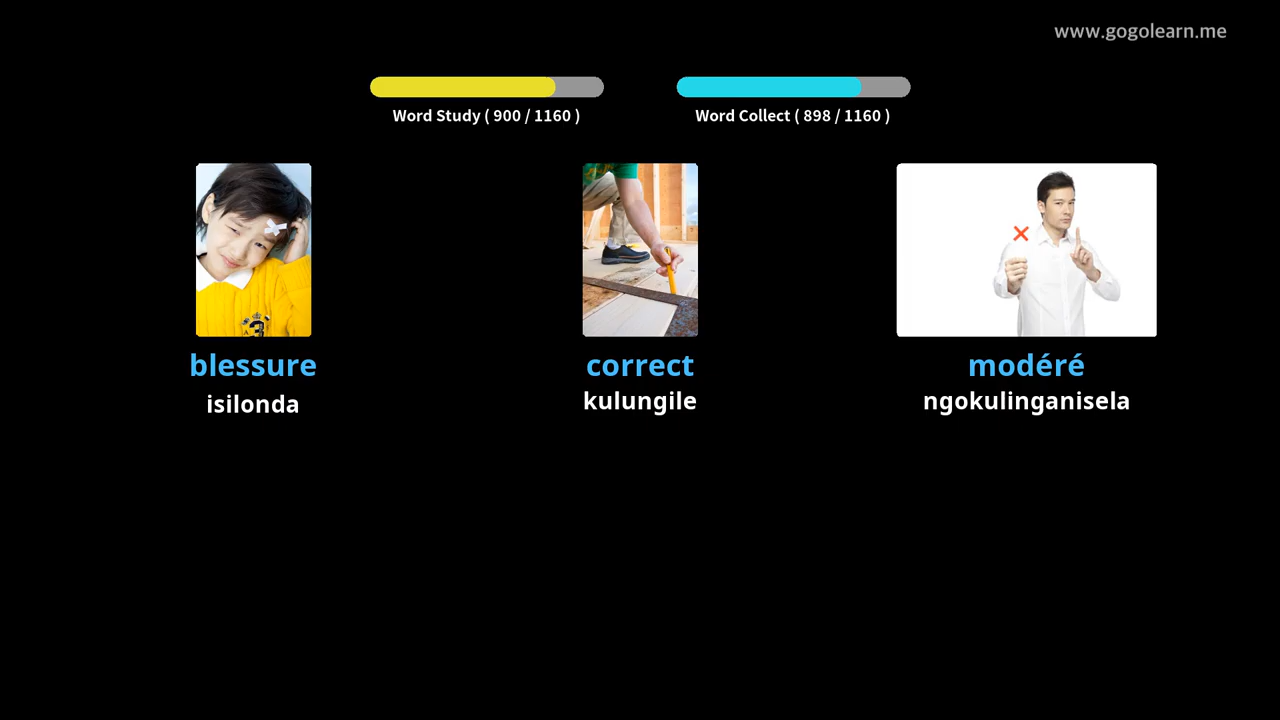 www.gogolearn.me
Word Study ( 900 / 1160 )
Word Collect ( 898 / 1160 )
blessure
isilonda
correct
kulungile
modéré
ngokulinganisela